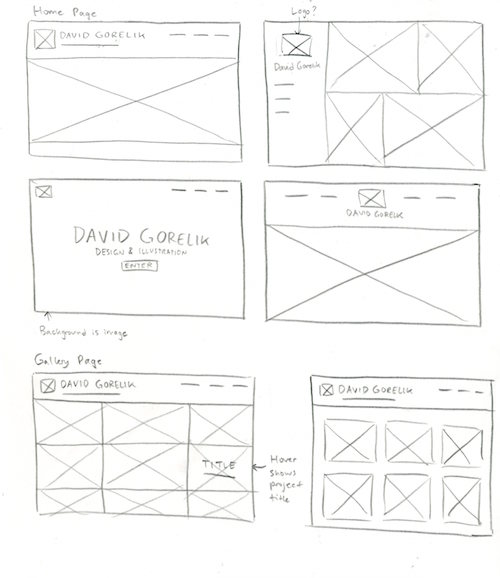 Home Page
Logo?
DAVID GORELIK
David Gorelik
DAVID GORELIK
DESIGN & ILLUSTRATION
ENTER
DAVID GORELIK
Background is image
Gallery Page
DAVID GORELIK
DAVID GORELIK
TITLE
Hover
shows
project
title